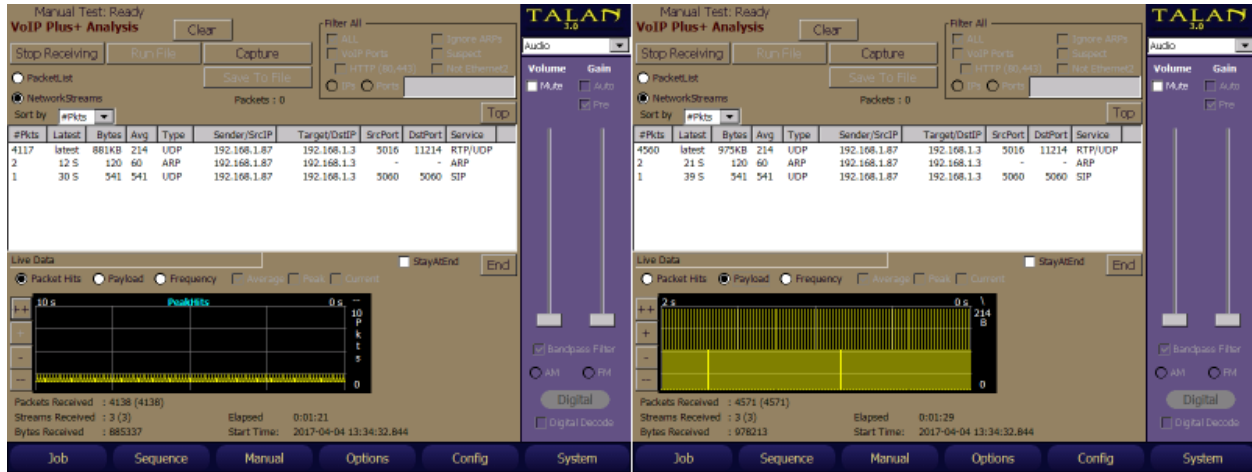 Manual Test: Ready
VoIP Plus+ Analysis
Clear
Stop Receiving Run File Capture
Save To File
PacketList
NetworkStreams
Packets : 0
Sort by #Pkts
Filter All
ALL Ignore ARPs
VoIP Ports Suspect
HTTP (80,443) Not Ethernet2
IPs Ports
Top
#Pkts Latest Bytes Avg Type Sender/SrcIP Target/DstIP SrcPort DstPort Service
4117 latest 881KB 214 UDP 192.168.1.87 192.168.1.3 5016 11214 RTP/UDP
2 12 S 120 60 ARP 192.168.1.87 192.168.1.3 - - ARP
1 30 S 541 541 UDP 192.168.1.87 192.168.1.3 5060 5060 SIP
Live Data
StayAtEnd End
Packet Hits Payload Frequency Average Peak Current
++
+
-
--
10 s PeakHits 0 s --
10
P
k
t
s
0
Packets Received : 4138 (4138)
Streams Received : 3 (3) Elapsed 0:01:21
Bytes Received : 885337 Start Time: 2017-04-04 13:34:32.844
TALAN
3.0
Audio
Volume Gain
Mute Auto
Pre
Bandpass Filter
AM FM
Digital
Digital Decode
Job Sequence Manual Options Config System
Manual Test: Ready
VoIP Plus+ Analysis
Clear
Stop Receiving Run File Capture
Save To File
PacketList
NetworkStreams
Packets : 0
Sort by #Pkts
Filter All
ALL Ignore ARPs
VoIP Ports Suspect
HTTP (80,443) Not Ethernet2
IPs Ports
Top
#Pkts Latest Bytes Avg Type Sender/SrcIP Target/DstIP SrcPort DstPort Service
4560 latest 975KB 214 UDP 192.168.1.87 192.168.1.3 5016 11214 RTP/UDP
2 21 S 120 60 ARP 192.168.1.87 192.168.1.3 - - ARP
1 39 S 541 541 UDP 192.168.1.87 192.168.1.3 5060 5060 SIP
Live Data
StayAtEnd End
Packet Hits Payload Frequency Average Peak Current
++
+
-
--
2 s 0 s \
214
B
0
Packets Received : 4571 (4571)
Streams Received : 3 (3) Elapsed 0:01:29
Bytes Received : 978213 Start Time: 2017-04-04 13:34:32.844
TALAN
3.0
Audio
Volume Gain
Mute Auto
Pre
Bandpass Filter
AM FM
Digital
Digital Decode
Job Sequence Manual Options Config System